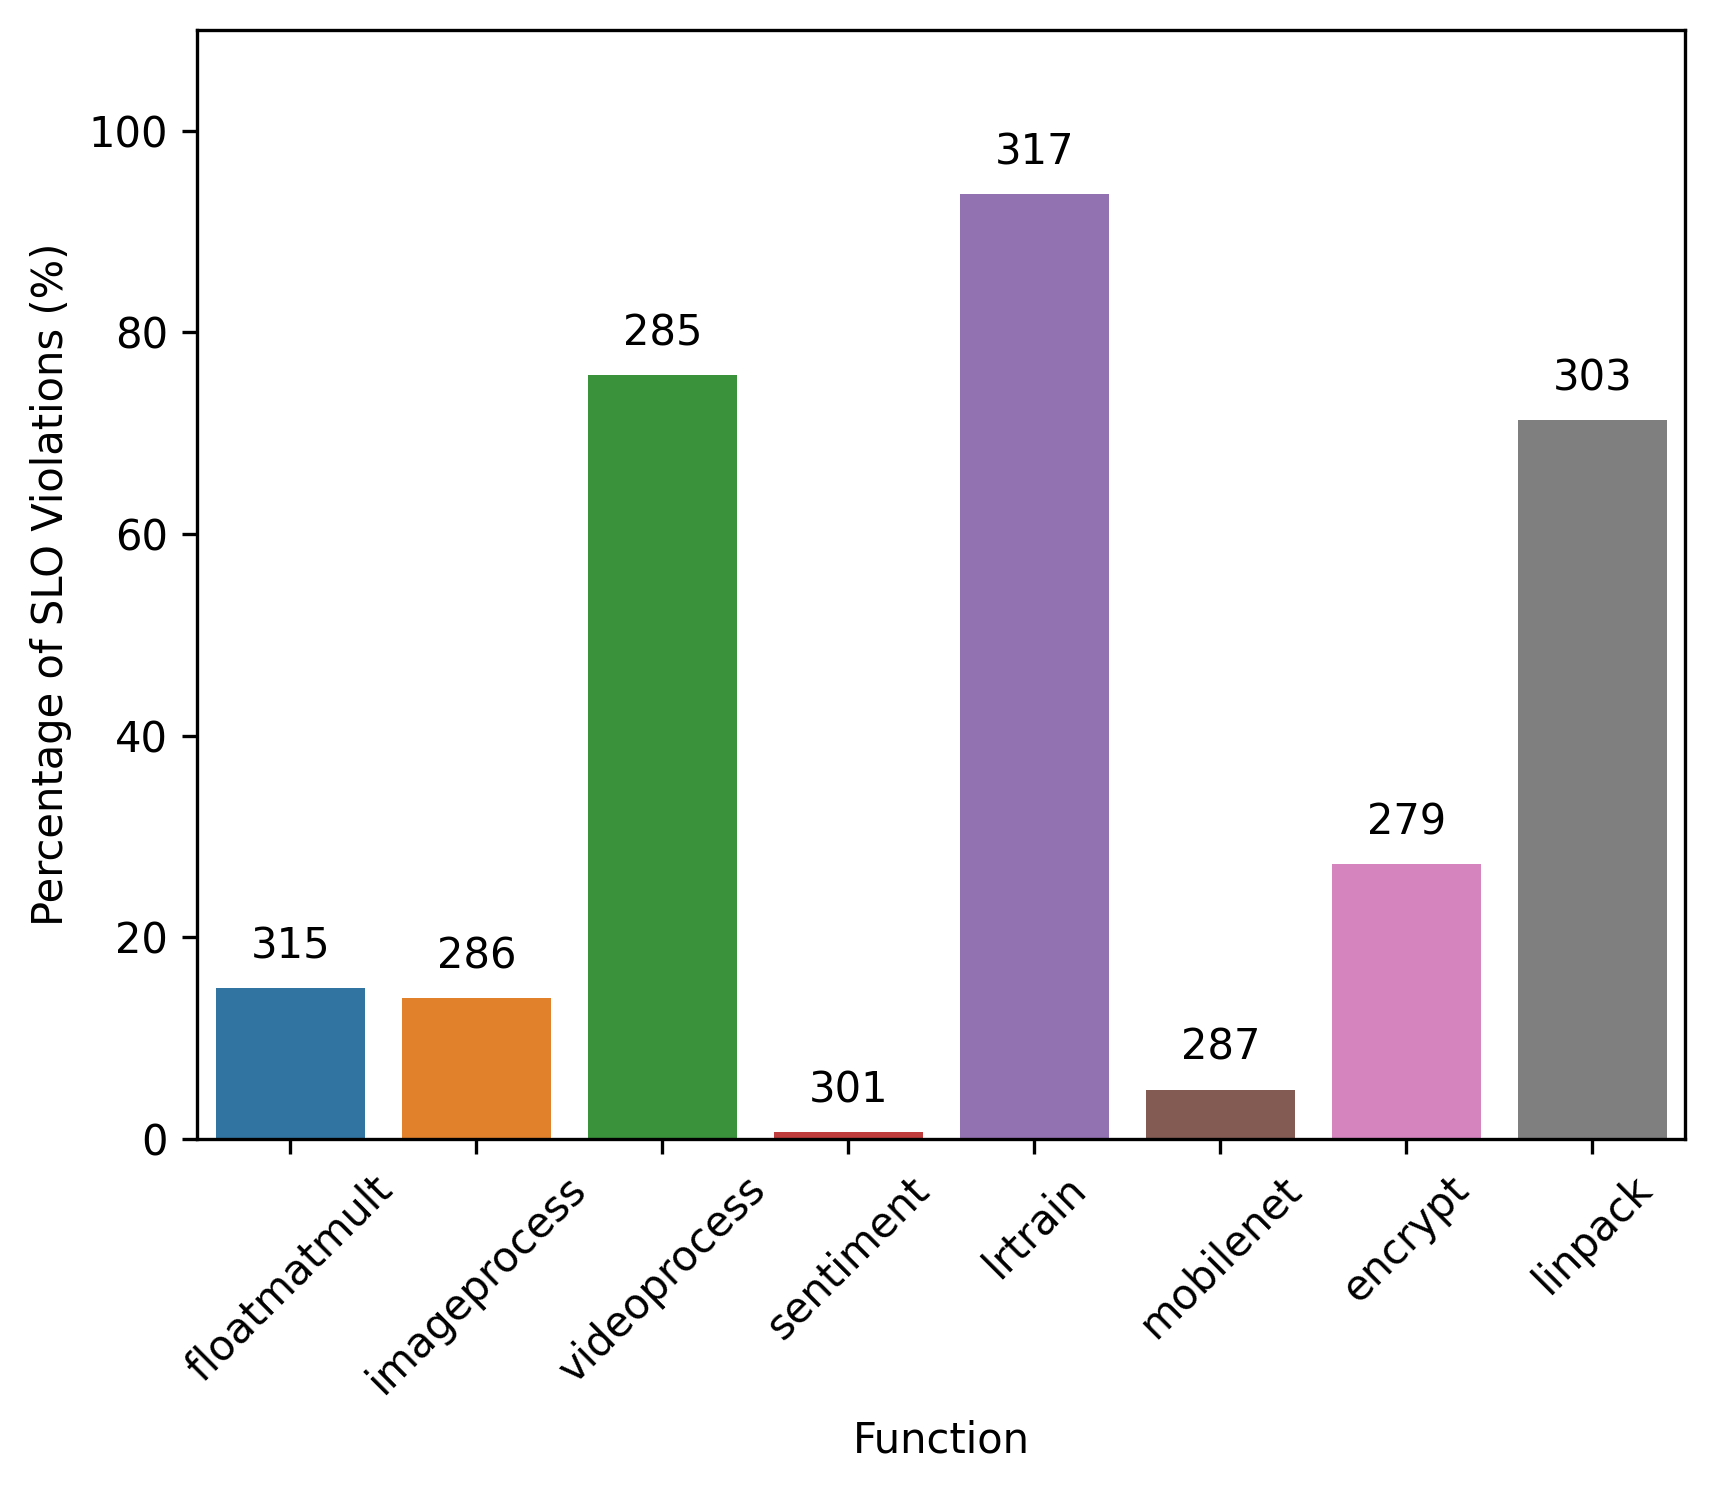 Percentage of SLO Violations (%)
100
80
60
40
20
0
315
286
285
301
317
287
279
303
floatmatmult
imageprocess
videoprocess
sentiment
lrtrain
mobilenet
encrypt
linpack
Function